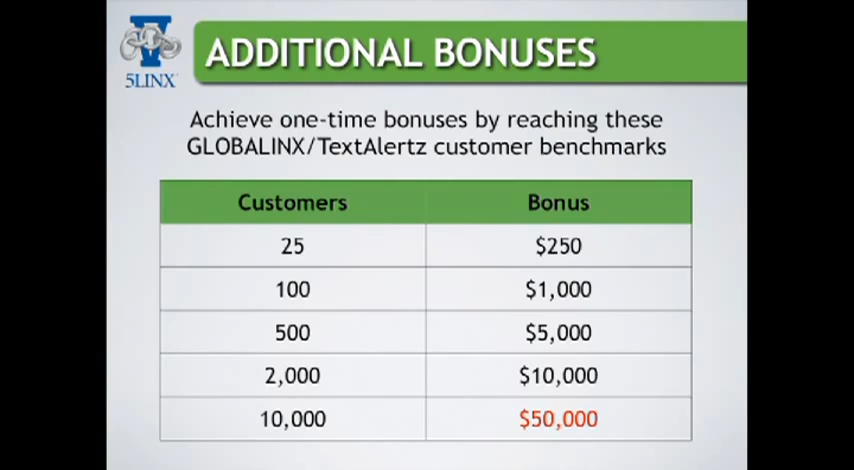 5LINX
ADDITIONAL BONUSES
Achieve one-time bonuses by reaching these
GLOBALINX/TextAlertz customer benchmarks
Customers Bonus
25 $250
100 $1,000
500 $5,000
2,000 $10,000
10,000 $50,000